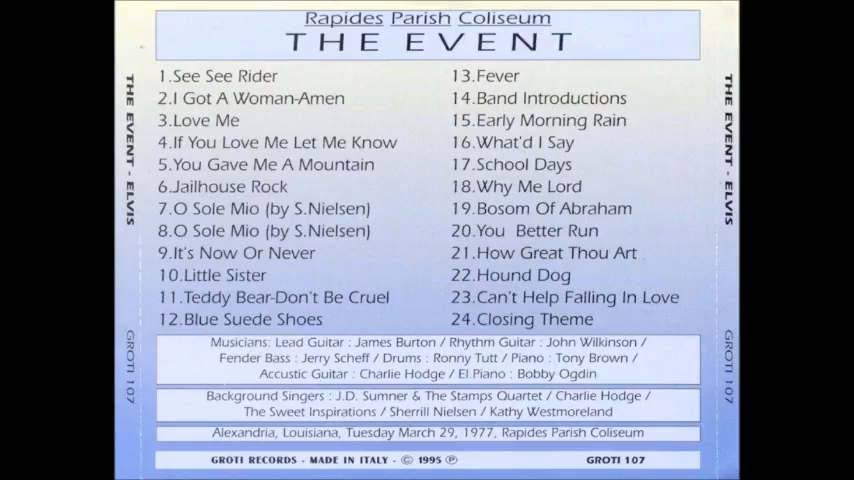 Rapides Parish Coliseum
THE EVENT
1.See See Rider
2.I Got A Woman-Amen
3.Love Me
4.If You Love Me Let Me Know
5.You Gave Me A Mountain
6.Jailhouse Rock
7.O Sole Mio (by S.Nielsen)
8.O Sole Mio (by S.Nielsen)
9.It's Now Or Never
10.Little Sister
11.Teddy Bear-Don't Be Cruel
12.Blue Suede Shoes
13.Fever
14.Band Introductions
15.Early Morning Rain
16.What'd I Say
17.School Days
18.Why Me Lord
19.Bosom Of Abraham
20.You Better Run
21.How Great Thou Art
22.Hound Dog
23.Can't Help Falling In Love
24.Closing Theme
Musicians: Lead Guitar : James Burton / Rhythm Guitar : John Wilkinson /
Fender Bass : Jerry Scheff / Drums : Ronny Tutt / Piano : Tony Brown /
Accustic Guitar : Charlie Hodge / El.Piano : Bobby Ogdin
Background Singers : J.D. Sumner & The Stamps Quartet / Charlie Hodge /
The Sweet Inspirations / Sherrill Nielsen / Kathy Westmoreland
Alexandria, Louisiana, Tuesday March 29, 1977, Rapides Parish Coliseum
GROTI RECORDS - MADE IN ITALY - © 1995 ℗
GROTI 107
THE EVENT - ELVIS
GROTI 107
THE EVENT - ELVIS
GROTI 107